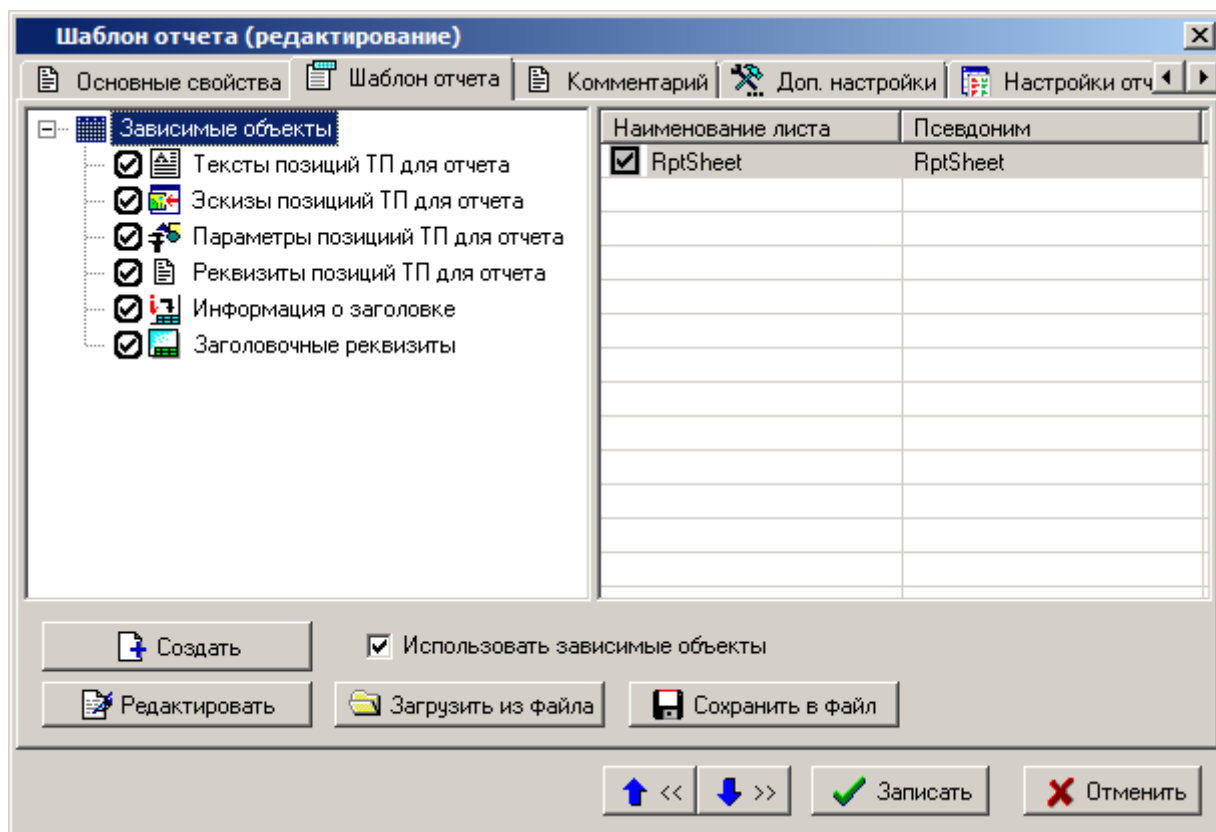 Шаблон отчета (редактирование)
Основные свойства Шаблон отчета Комментарий Доп. настройки Настройки отч
Зависимые объекты
Тексты позиций ТП для отчета
Эскизы позициий ТП для отчета
Параметры позициий ТП для отчета
Реквизиты позиций ТП для отчета
Информация о заголовке
Заголовочные реквизиты
Наименование листа Псевдоним
RptSheet RptSheet
Создать Использовать зависимые объекты
Редактировать Загрузить из файла Сохранить в файл
<< >> Записать Отменить